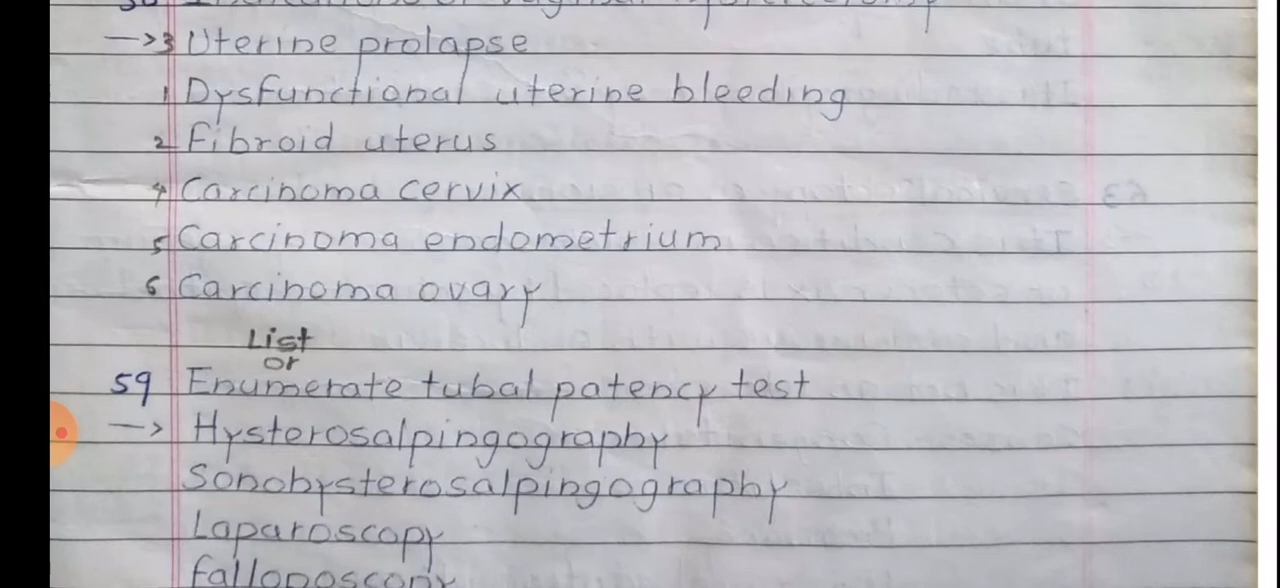 →3 Uterine prolapse
1 Dysfunctional uterine bleeding
2 Fibroid uterus
4 Carcinoma cervix
5 Carcinoma endometrium
6 Carcinoma ovary
List
or
59 Enumerate tubal patency test
→ Hysterosalpingography
Sonohysterosalpingography
Laparoscopy
falloposcopy